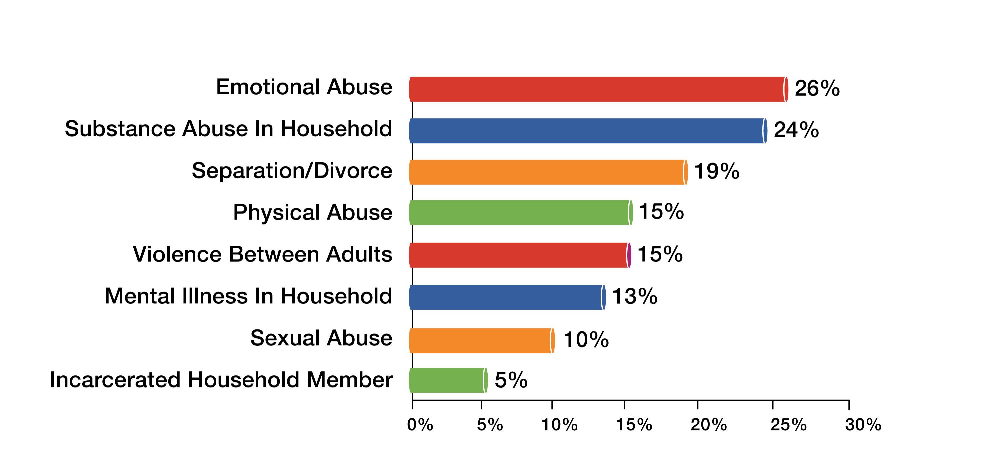 Emotional Abuse 26%
Substance Abuse In Household 24%
Separation/Divorce 19%
Physical Abuse 15%
Violence Between Adults 15%
Mental Illness In Household 13%
Sexual Abuse 10%
Incarcerated Household Member 5%
0% 5% 10% 15% 20% 25% 30%